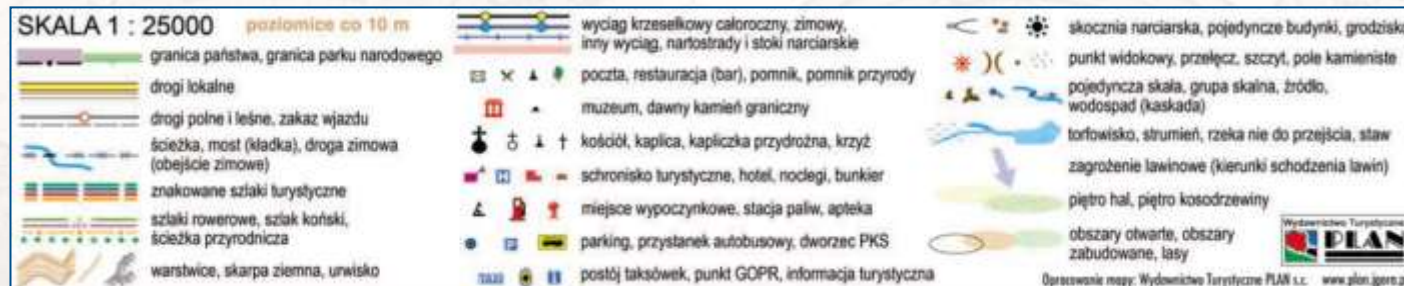 SKALA 1 : 25000
poziomice co 10 m
granica państwa, granica parku narodowego
drogi lokalne
drogi polne i leśne, zakaz wjazdu
ścieżka, most (kładka), droga zimowa
(obejście zimowe)
znakowane szlaki turystyczne
szlaki rowerowe, szlak koński,
ścieżka przyrodnicza
warstwice, skarpa ziemna, urwisko
wyciąg krzesełkowy całoroczny, zimowy,
inny wyciąg, nartostrady i stoki narciarskie
poczta, restauracja (bar), pomnik, pomnik przyrody
muzeum, dawny kamień graniczny
kościół, kaplica, kapliczka przydrożna, krzyż
schronisko turystyczne, hotel, noclegi, bunkier
H
miejsce wypoczynkowe, stacja paliw, apteka
parking, przystanek autobusowy, dworzec PKS
P
TAXI
postój taksówek, punkt GOPR, informacja turystyczna
skocznia narciarska, pojedyncze budynki, grodzisko
punkt widokowy, przełęcz, szczyt, pole kamieniste
pojedyncza skała, grupa skalna, źródło,
wodospad (kaskada)
torfowisko, strumień, rzeka nie do przejścia, staw
zagrożenie lawinowe (kierunki schodzenia lawin)
piętro hal, piętro kosodrzewiny
obszary otwarte, obszary
zabudowane, lasy
Wydawnictwo Turystyczne
PLAN
Opracowanie mapy: Wydawnictwo Turystyczne PLAN s.c. www.plan.jgora.pl